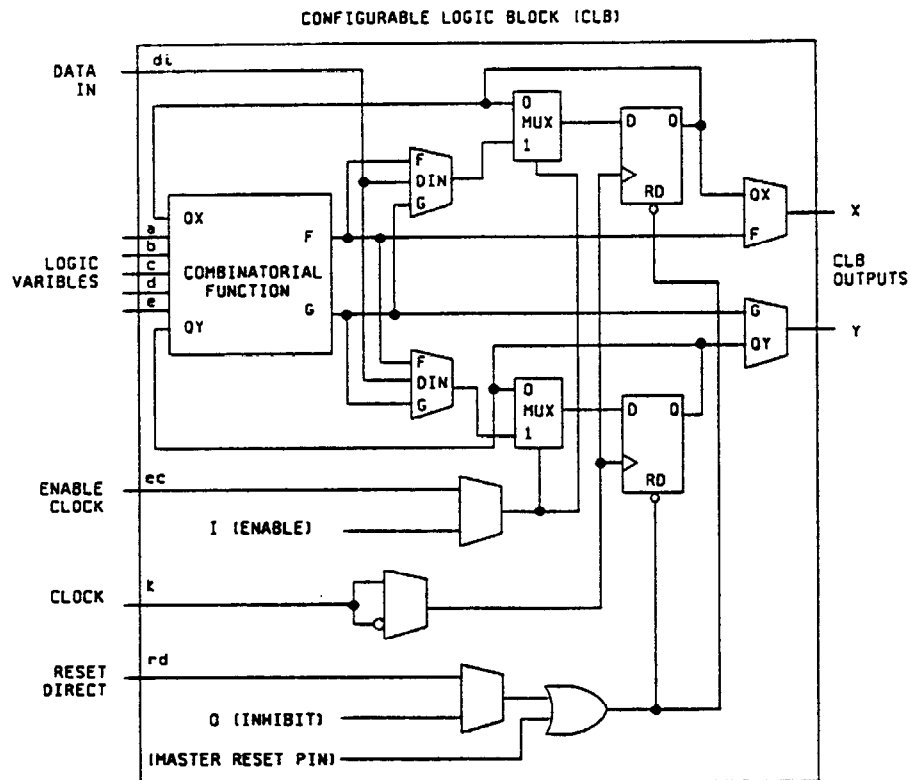 CONFIGURABLE LOGIC BLOCK (CLB)
DATA
IN
di
0
MUX
1
D Q
RD
F
DIN
G
QX
F
X
QX
F
COMBINATORIAL
FUNCTION
G
QY
a
b
c
d
e
LOGIC
VARIBLES
CLB
OUTPUTS
G
QY
Y
F
DIN
G
0
MUX
1
D Q
RD
ENABLE
CLOCK
ec
I (ENABLE)
CLOCK
k
RESET
DIRECT
rd
0 (INHIBIT)
(MASTER RESET PIN)